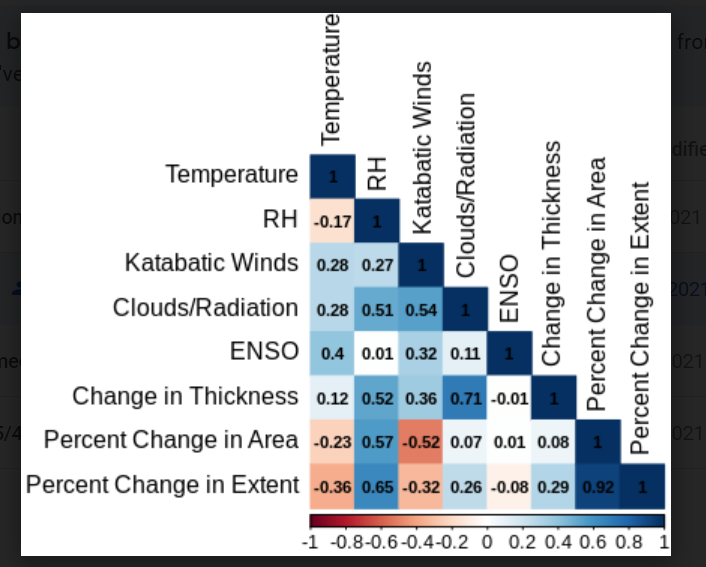 Temperature
RH
Katabatic Winds
Clouds/Radiation
ENSO
Change in Thickness
Percent Change in Area
Percent Change in Extent
Temperature 1
RH -0.17 1
Katabatic Winds 0.28 0.27 1
Clouds/Radiation 0.28 0.51 0.54 1
ENSO 0.4 0.01 0.32 0.11 1
Change in Thickness 0.12 0.52 0.36 0.71 -0.01 1
Percent Change in Area -0.23 0.57 -0.52 0.07 0.01 0.08 1
Percent Change in Extent -0.36 0.65 -0.32 0.26 -0.08 0.29 0.92 1
-1 -0.8 -0.6 -0.4 -0.2 0 0.2 0.4 0.6 0.8 1